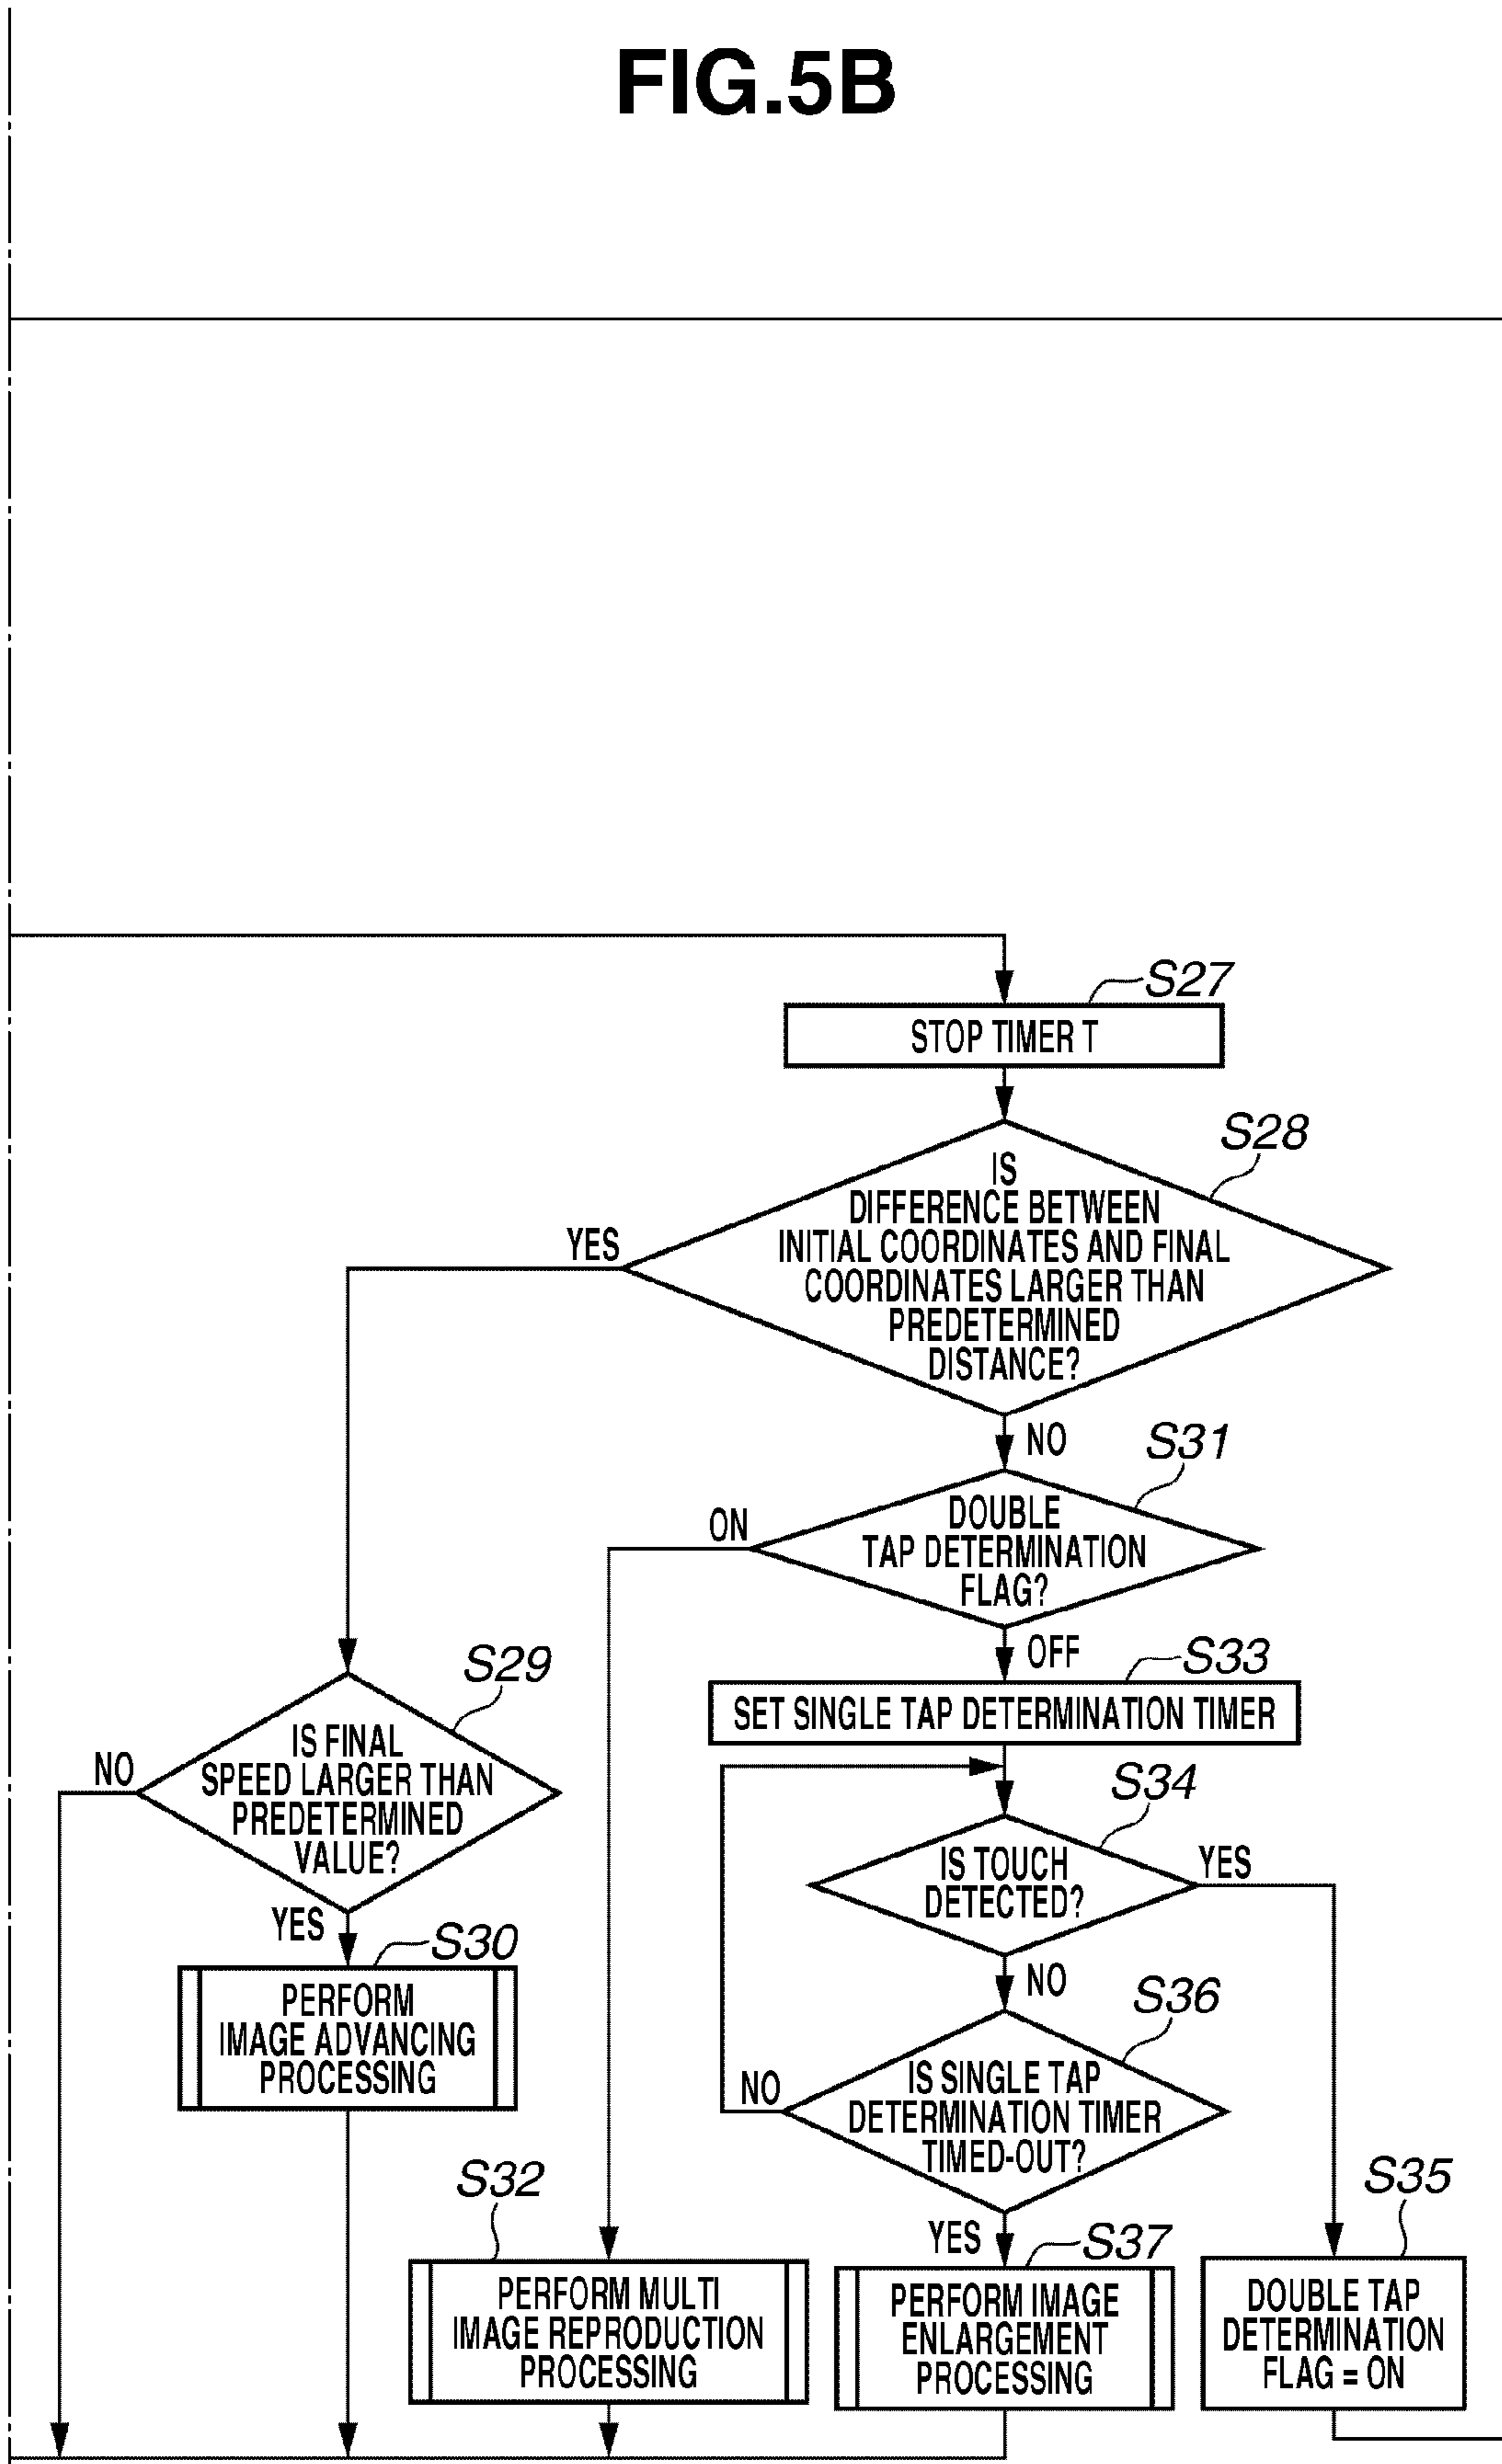 FIG.5B
S27
STOP TIMER T
S28
IS
DIFFERENCE BETWEEN
INITIAL COORDINATES AND FINAL
COORDINATES LARGER THAN
PREDETERMINED
DISTANCE?
YES
NO
S31
DOUBLE
TAP DETERMINATION
FLAG?
ON
OFF
S29
IS FINAL
SPEED LARGER THAN
PREDETERMINED
VALUE?
NO
YES
S30
PERFORM
IMAGE ADVANCING
PROCESSING
S33
SET SINGLE TAP DETERMINATION TIMER
S34
IS TOUCH
DETECTED?
YES
NO
S36
IS SINGLE TAP
DETERMINATION TIMER
TIMED-OUT?
NO
YES
S32
PERFORM MULTI
IMAGE REPRODUCTION
PROCESSING
S37
PERFORM IMAGE
ENLARGEMENT
PROCESSING
S35
DOUBLE TAP
DETERMINATION
FLAG = ON